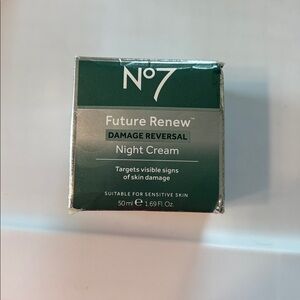 No7
Future Renew™
DAMAGE REVERSAL
Night Cream
Targets visible signs
of skin damage
SUITABLE FOR SENSITIVE SKIN
50ml ℮ 1.69 Fl. Oz.